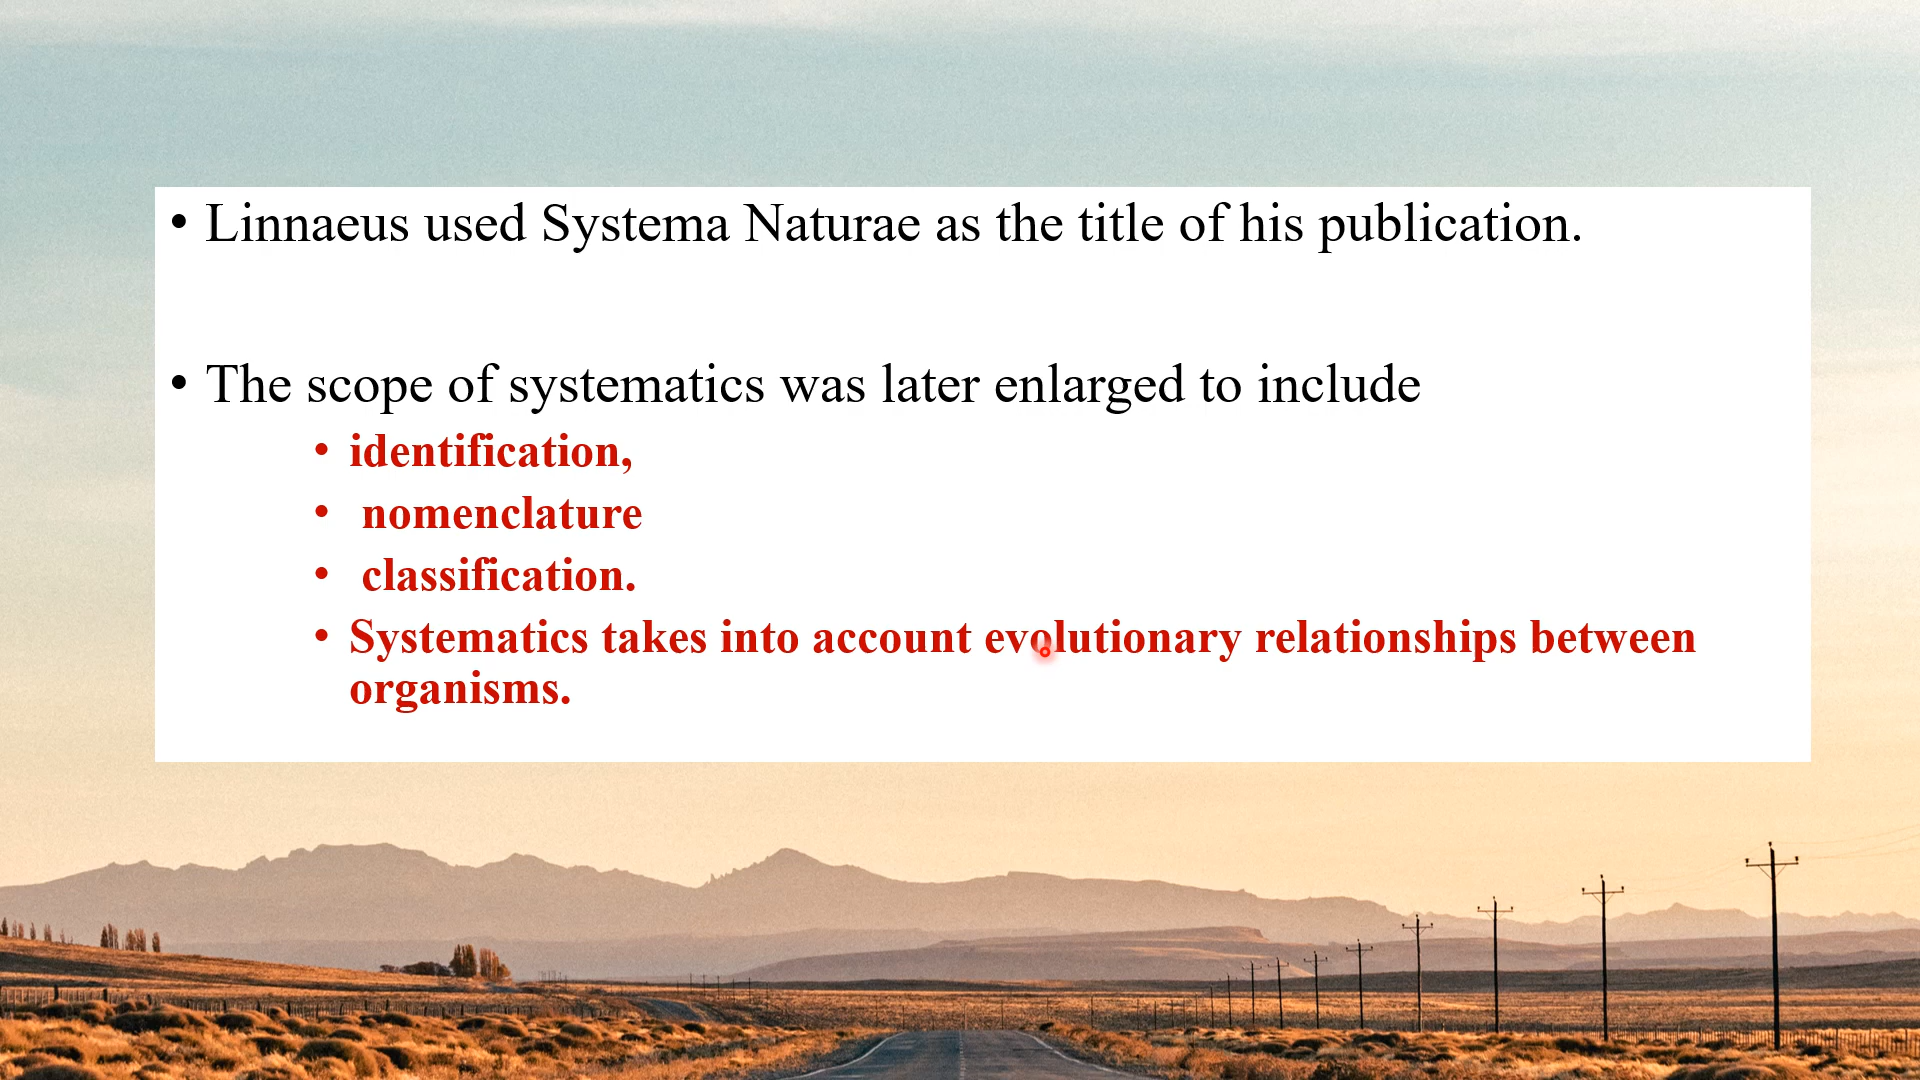 • Linnaeus used Systema Naturae as the title of his publication.
• The scope of systematics was later enlarged to include
• identification,
• nomenclature
• classification.
• Systematics takes into account evolutionary relationships between
organisms.